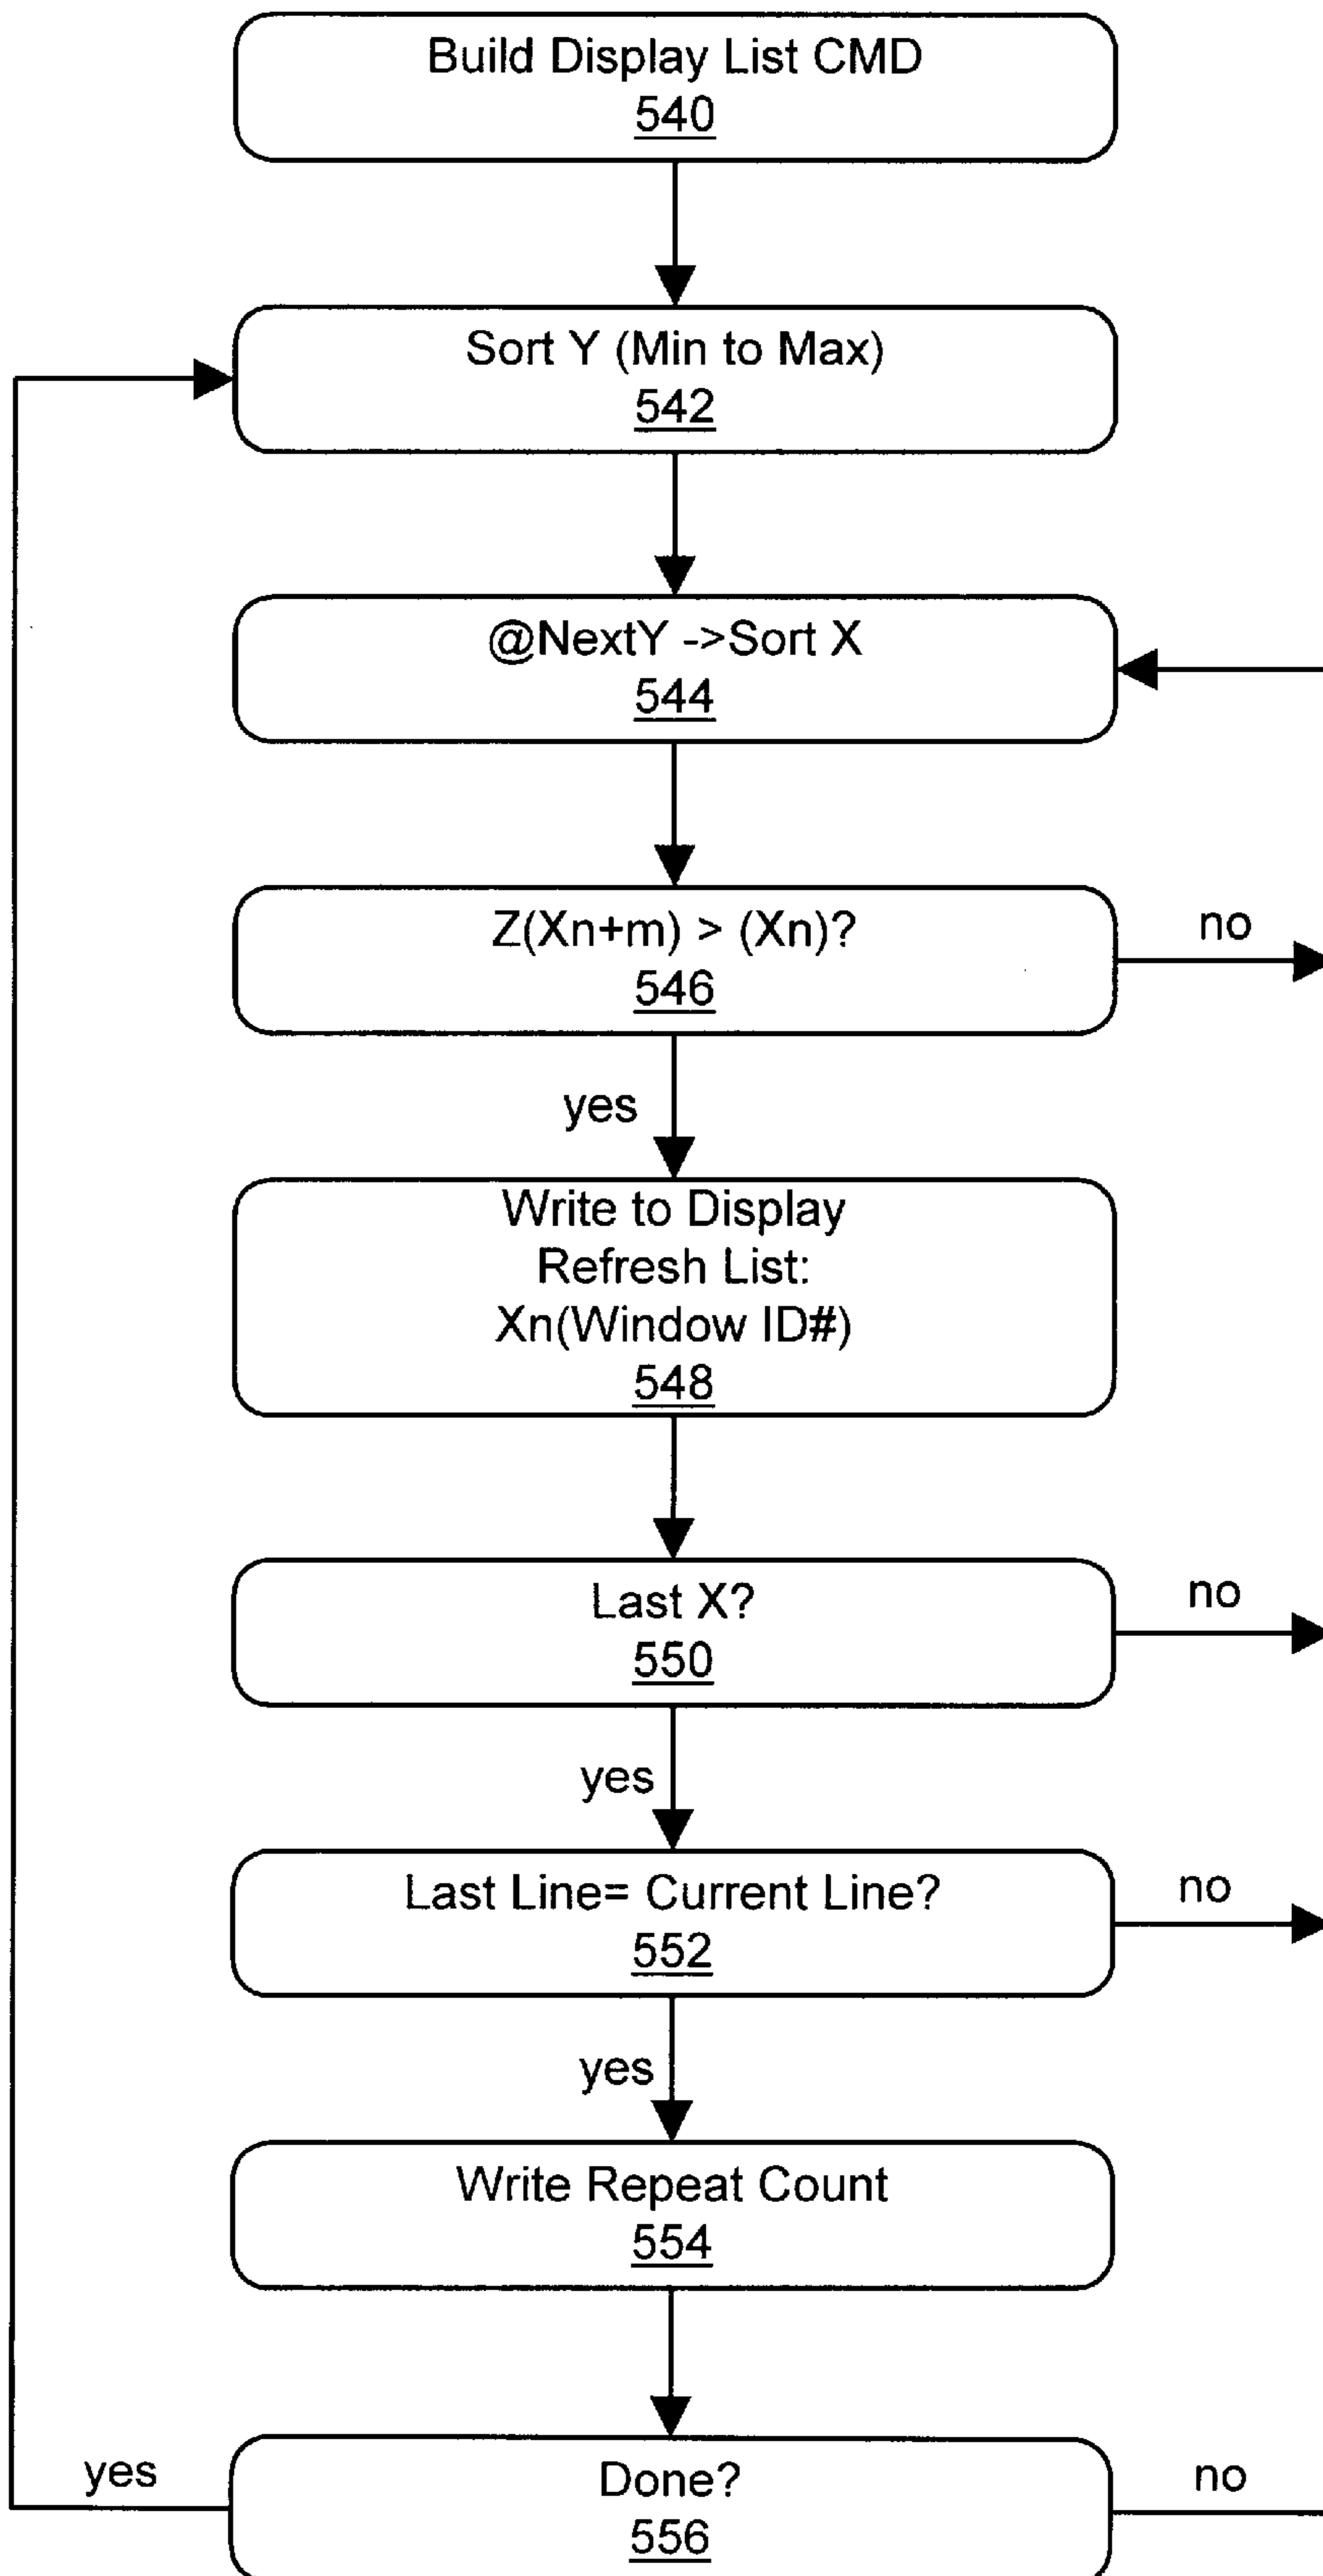 Build Display List CMD
540
Sort Y (Min to Max)
542
@NextY ->Sort X
544
Z(Xn+m) > (Xn)?
546
no
yes
Write to Display
Refresh List:
Xn(Window ID#)
548
Last X?
550
no
yes
Last Line= Current Line?
552
no
yes
Write Repeat Count
554
yes
Done?
556
no